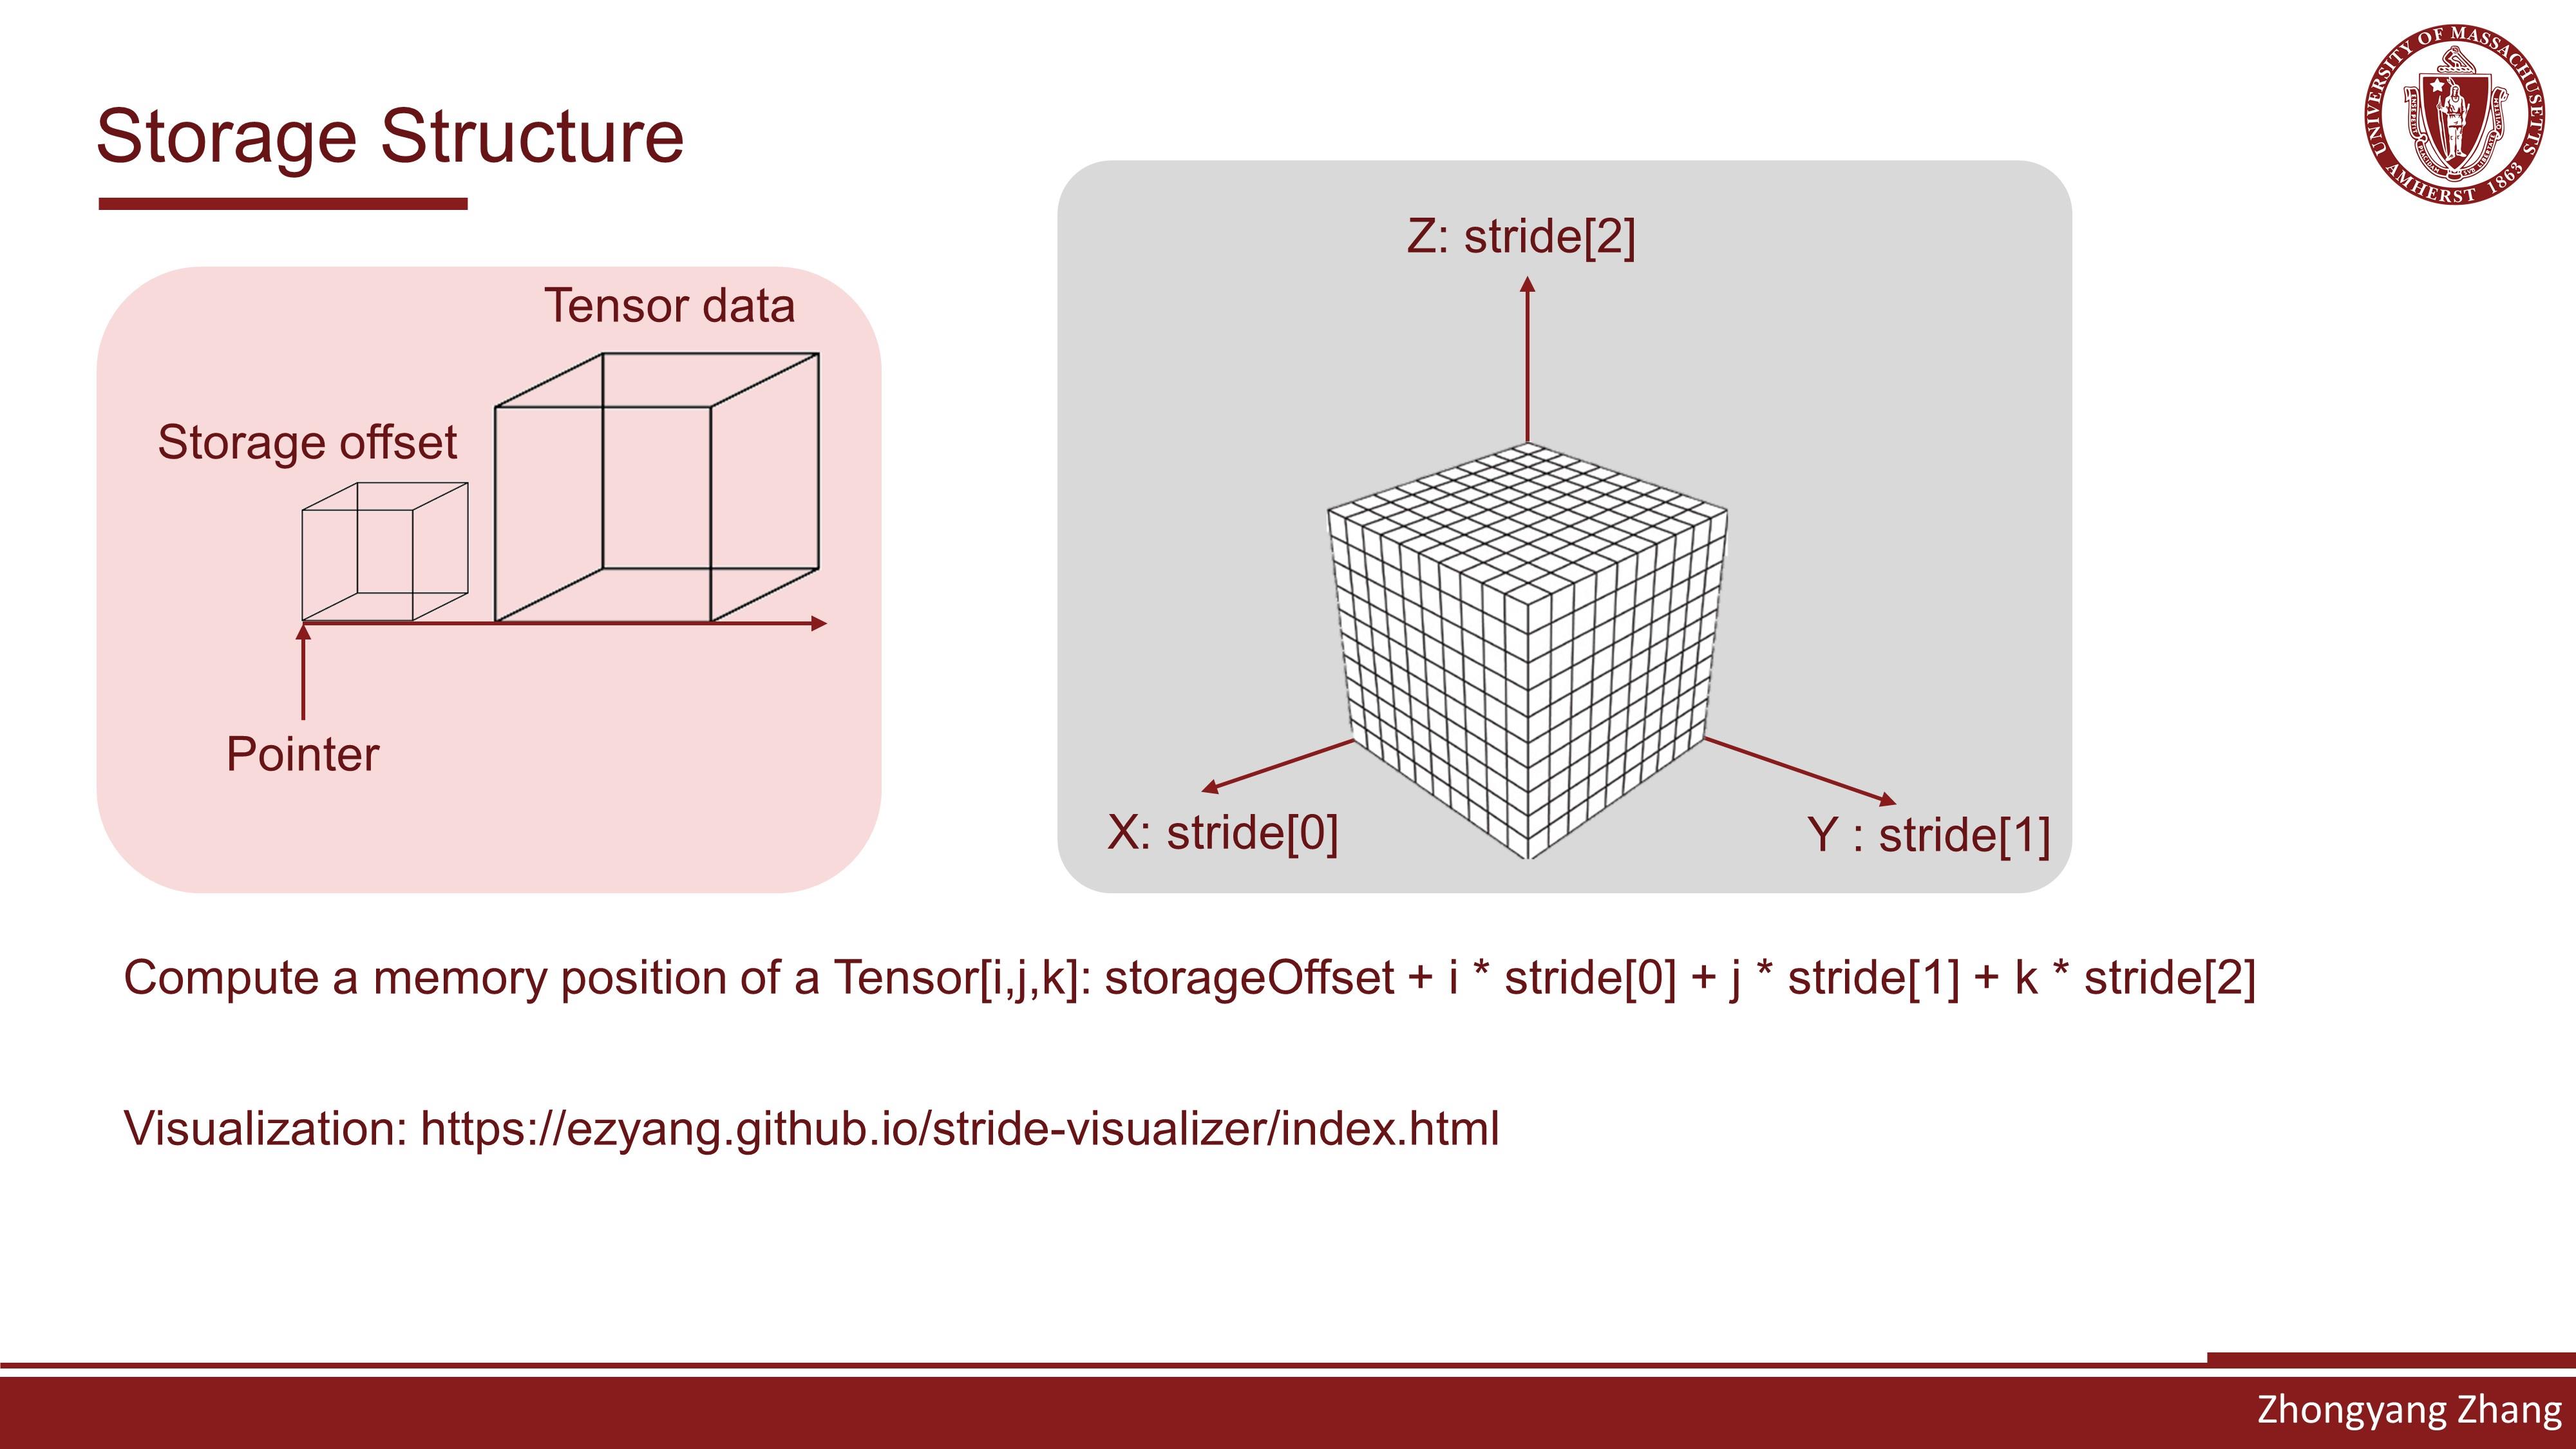 Storage Structure
UNIVERSITY OF MASSACHUSETTS
AMHERST 1863
Tensor data
Storage offset
Pointer
Z: stride[2]
X: stride[0]
Y : stride[1]
Compute a memory position of a Tensor[i,j,k]: storageOffset + i * stride[0] + j * stride[1] + k * stride[2]
Visualization: https://ezyang.github.io/stride-visualizer/index.html
Zhongyang Zhang